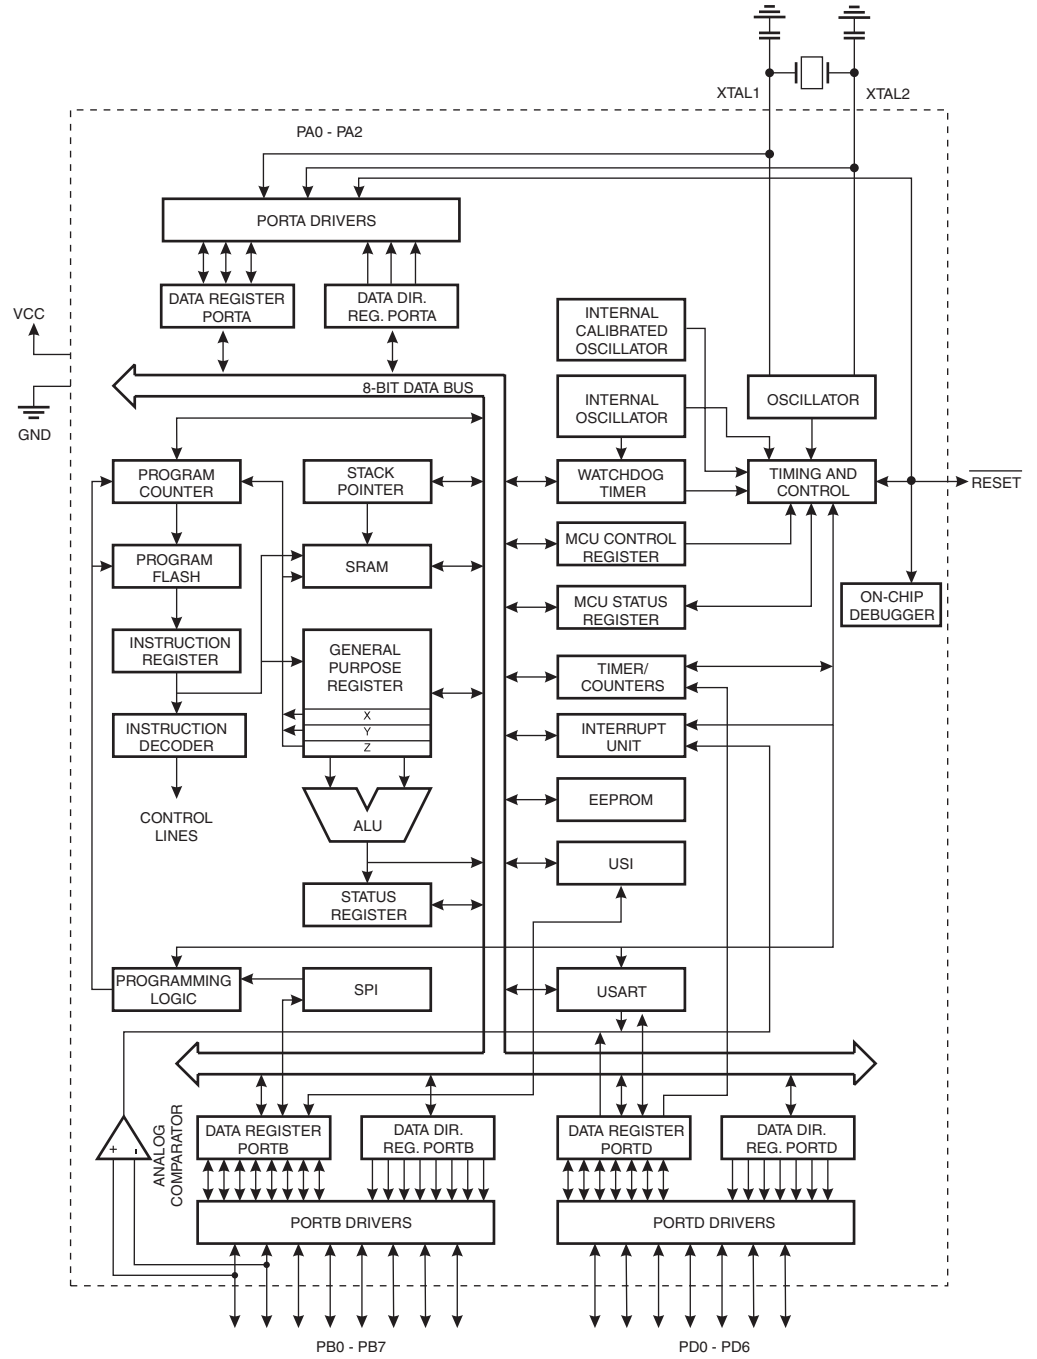 XTAL1
XTAL2
PA0 - PA2
PORTA DRIVERS
DATA REGISTER
PORTA
DATA DIR.
REG. PORTA
VCC
GND
8-BIT DATA BUS
INTERNAL
CALIBRATED
OSCILLATOR
INTERNAL
OSCILLATOR
OSCILLATOR
PROGRAM
COUNTER
STACK
POINTER
WATCHDOG
TIMER
TIMING AND
CONTROL
RESET
PROGRAM
FLASH
SRAM
MCU CONTROL
REGISTER
MCU STATUS
REGISTER
ON-CHIP
DEBUGGER
INSTRUCTION
REGISTER
GENERAL
PURPOSE
REGISTER
X
Y
Z
TIMER/
COUNTERS
INSTRUCTION
DECODER
INTERRUPT
UNIT
CONTROL
LINES
ALU
EEPROM
USI
STATUS
REGISTER
PROGRAMMING
LOGIC
SPI
USART
+
-
ANALOG
COMPARATOR
DATA REGISTER
PORTB
DATA DIR.
REG. PORTB
DATA REGISTER
PORTD
DATA DIR.
REG. PORTD
PORTB DRIVERS
PORTD DRIVERS
PB0 - PB7
PD0 - PD6